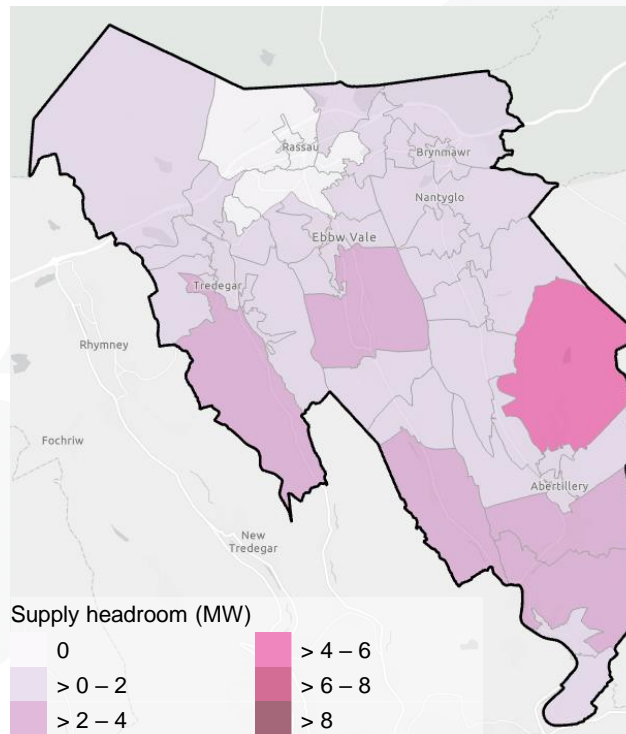 Rassau
Brynmawr
Nantyglo
Ebbw Vale
Tredegar
Rhymney
Fochriw
Abertillery
New
Tredegar
Supply headroom (MW)
0
> 4 – 6
> 0 – 2
> 6 – 8
> 2 – 4
> 8